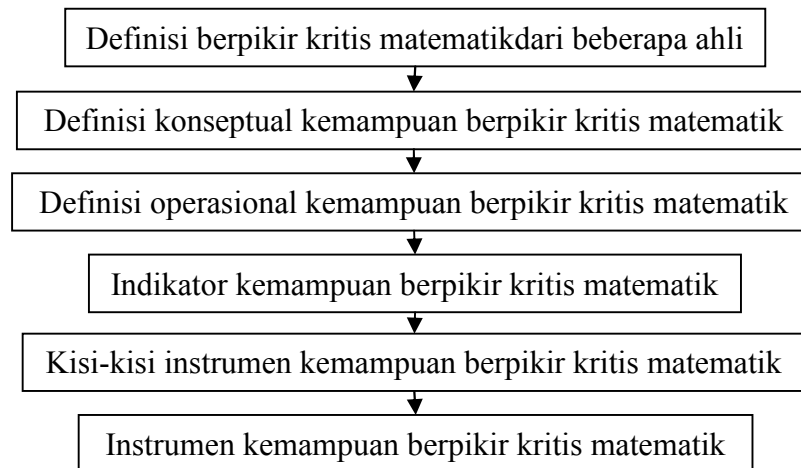 Definisi berpikir kritis matematikdari beberapa ahli
Definisi konseptual kemampuan berpikir kritis matematik
Definisi operasional kemampuan berpikir kritis matematik
Indikator kemampuan berpikir kritis matematik
Kisi-kisi instrumen kemampuan berpikir kritis matematik
Instrumen kemampuan berpikir kritis matematik